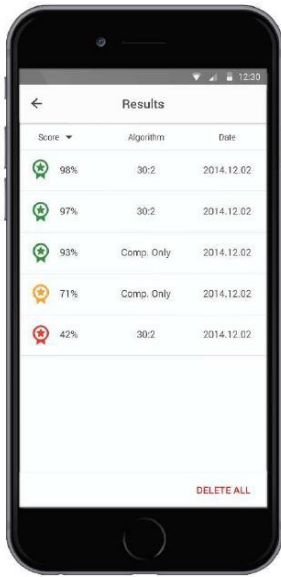 12:30
Results
Score Algorithm Date
98% 30:2 2014.12.02
97% 30:2 2014.12.02
93% Comp. Only 2014.12.02
71% Comp. Only 2014.12.02
42% 30:2 2014.12.02
DELETE ALL